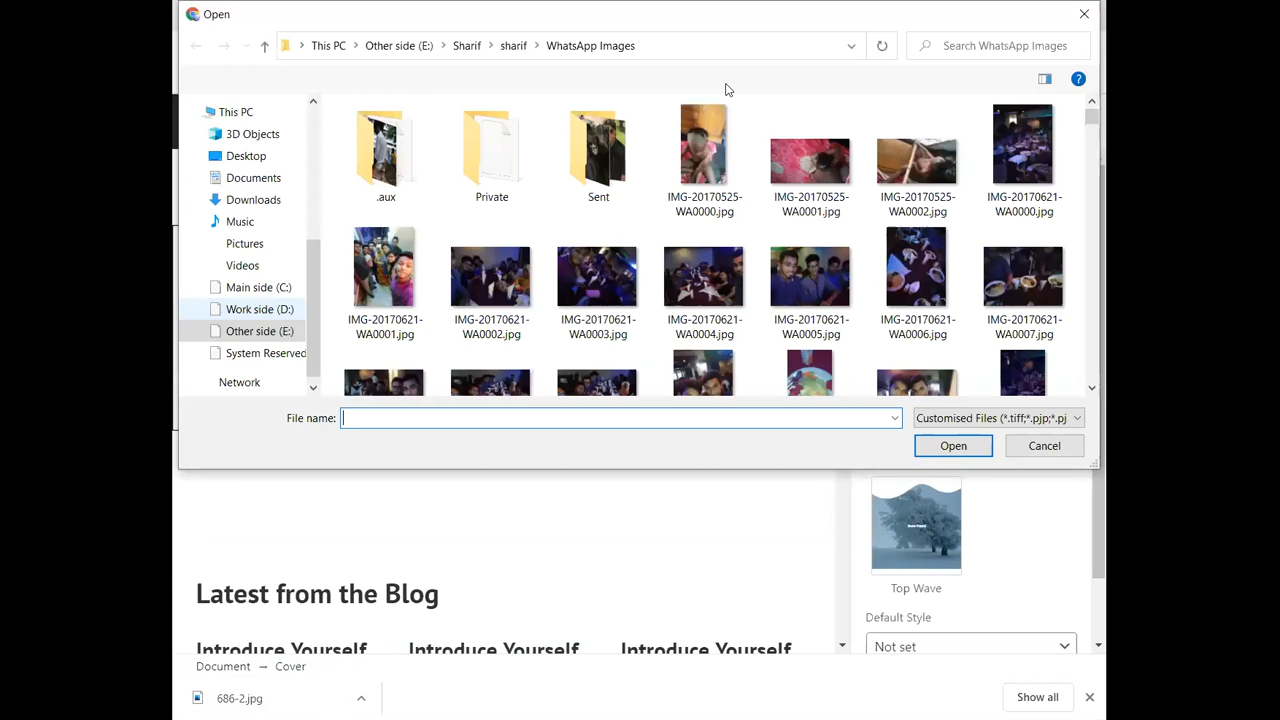 Open
This PC
Other side (E:)
Sharif
sharif
WhatsApp Images
Search WhatsApp Images
This PC
3D Objects
Desktop
Documents
Downloads
Music
Pictures
Videos
Main side (C:)
Work side (D:)
Other side (E:)
System Reserved
Network
.aux
Private
Sent
IMG-20170525-
WA0000.jpg
IMG-20170525-
WA0001.jpg
IMG-20170525-
WA0002.jpg
IMG-20170621-
WA0000.jpg
IMG-20170621-
WA0001.jpg
IMG-20170621-
WA0002.jpg
IMG-20170621-
WA0003.jpg
IMG-20170621-
WA0004.jpg
IMG-20170621-
WA0005.jpg
IMG-20170621-
WA0006.jpg
IMG-20170621-
WA0007.jpg
File name:
Customised Files (*.tiff;*.pjp;*.pj
Open
Cancel
Top Wave
Default Style
Not set
Latest from the Blog
Introduce Yourself
Introduce Yourself
Introduce Yourself
Document → Cover
686-2.jpg
Show all